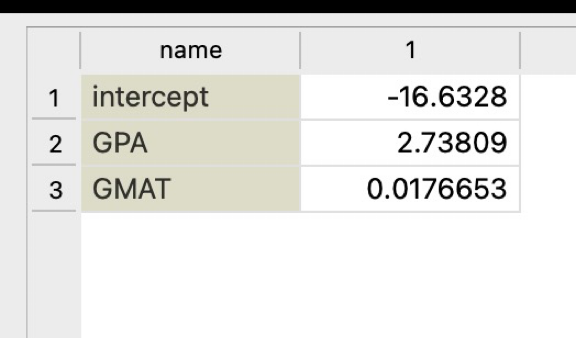 name 1
1 intercept -16.6328
2 GPA 2.73809
3 GMAT 0.0176653